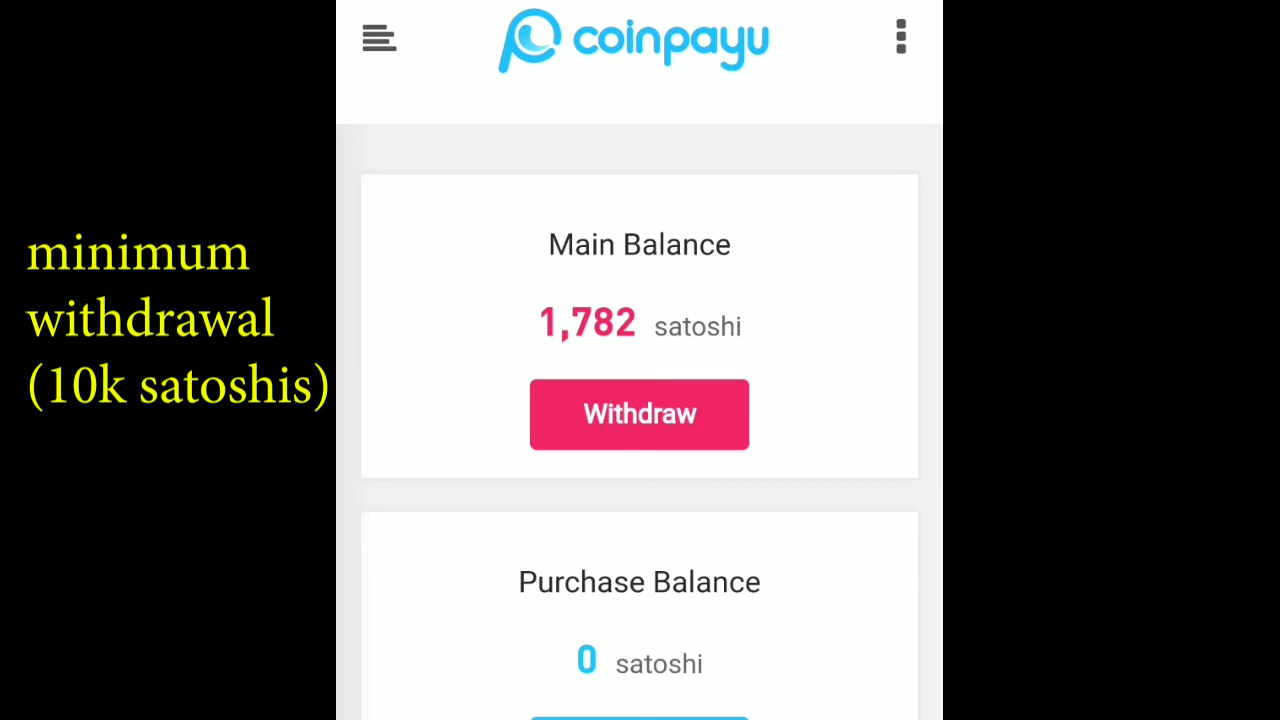 coinpayu
minimum
withdrawal
(10k satoshis)
Main Balance
1,782 satoshi
Withdraw
Purchase Balance
0 satoshi